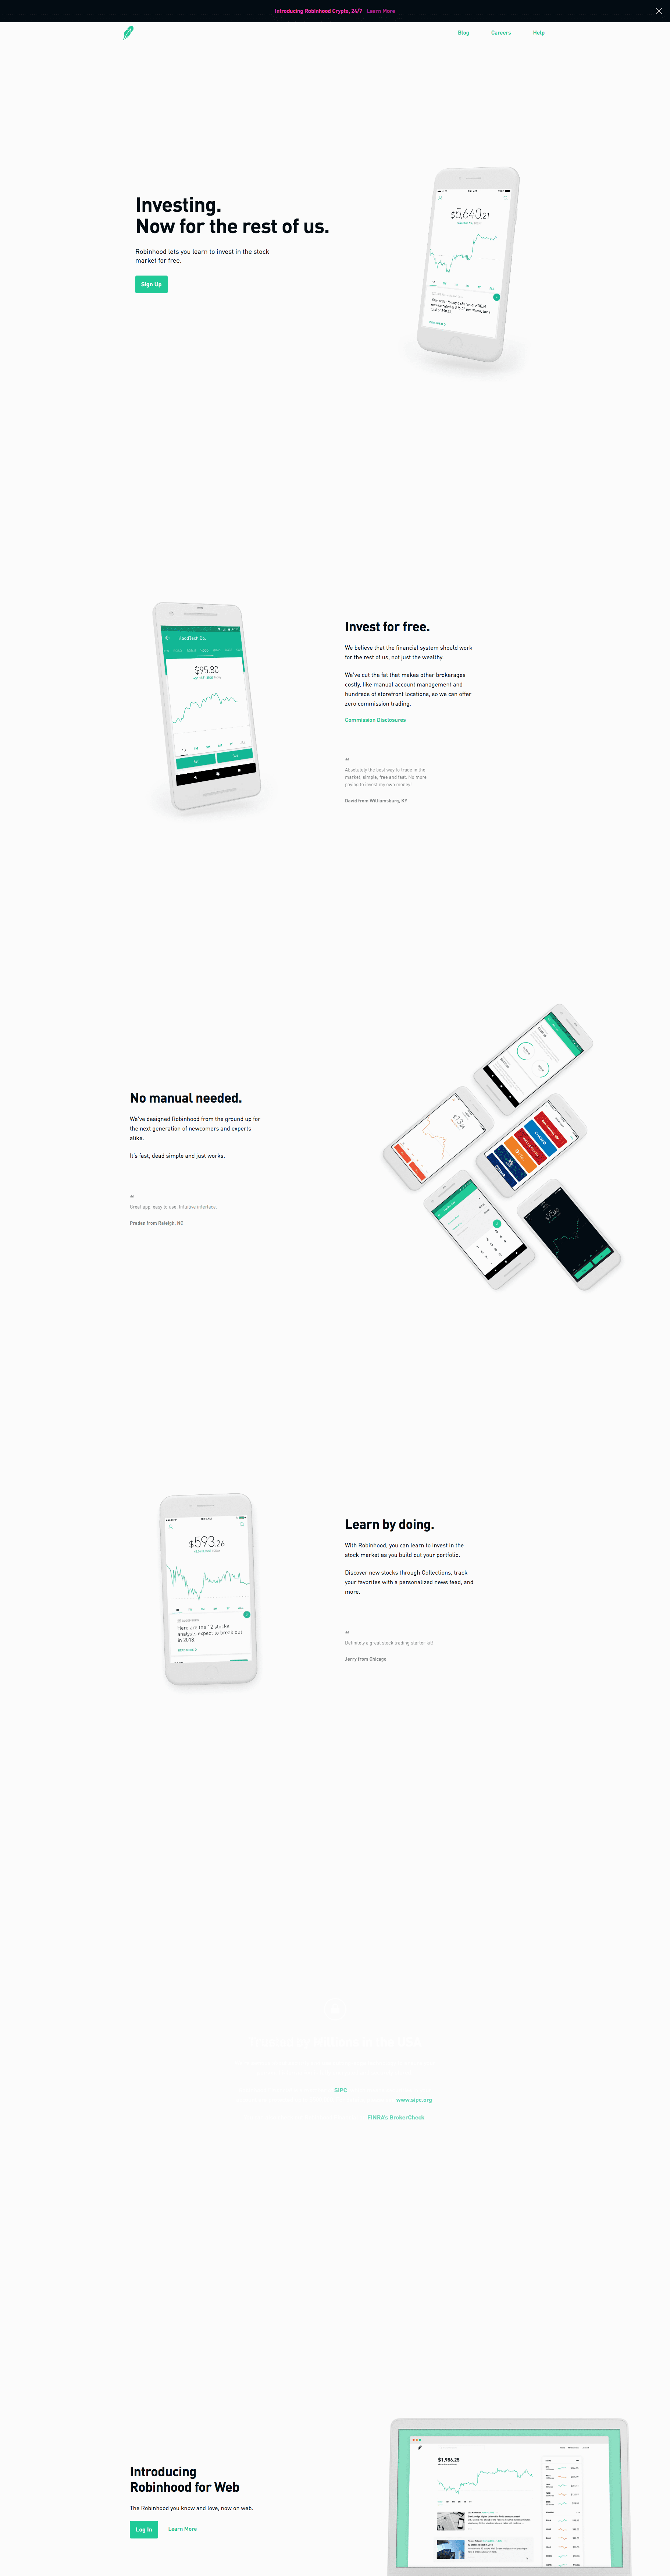 Introducing Robinhood Crypto, 24/7 Learn More
Blog Careers Help
Investing.
Now for the rest of us.
Robinhood lets you learn to invest in the stock
market for free.
Sign Up
$5,640.21
Invest for free.
We believe that the financial system should work
for the rest of us, not just the wealthy.
We've cut the fat that makes other brokerages
costly, like manual account management and
hundreds of storefront locations, so we can offer
zero commission trading.
Commission Disclosures
“
Absolutely the best way to trade in the
market, simple, free and fast. No more
paying to invest my own money!
David from Williamsburg, KY
HoodTech Co.
$95.80
Sell Buy
No manual needed.
We've designed Robinhood from the ground up for
the next generation of newcomers and experts
alike.
It's fast, dead simple and just works.
“
Great app, easy to use. Intuitive interface.
Pradan from Raleigh, NC
$593.26
Here are the 12 stocks
analysts expect to break out
in 2018.
Learn by doing.
With Robinhood, you can learn to invest in the
stock market as you build out your portfolio.
Discover new stocks through Collections, track
your favorites with a personalized news feed, and
more.
“
Definitely a great stock trading starter kit!
Jerry from Chicago
SIPC
www.sipc.org
FINRA's BrokerCheck
Introducing
Robinhood for Web
The Robinhood you know and love, now on web.
Log In Learn More
$1,986.25